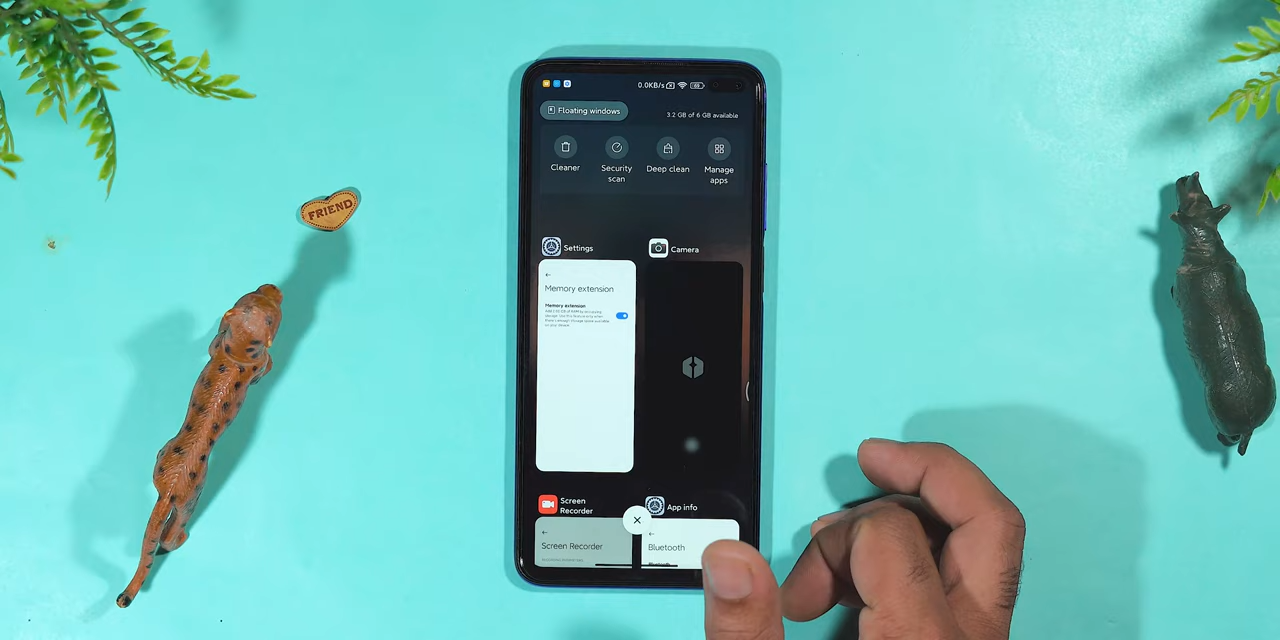 0.0KB/s
Floating windows
3.2 GB of 6 GB available
Cleaner
Security scan
Deep clean
Manage apps
FRIEND
Settings
Camera
Memory extension
Memory extension
Screen Recorder
App info
Screen Recorder
Bluetooth